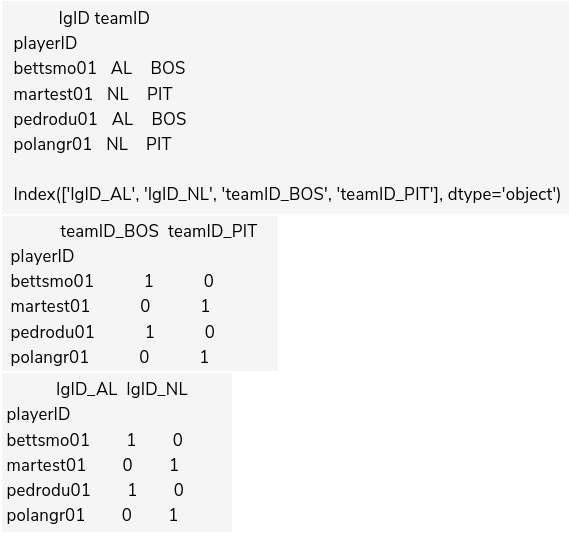 lgID teamID
playerID
bettsmo01 AL BOS
martest01 NL PIT
pedrodu01 AL BOS
polangr01 NL PIT
Index(['lgID_AL', 'lgID_NL', 'teamID_BOS', 'teamID_PIT'], dtype='object')
teamID_BOS teamID_PIT
playerID
bettsmo01 1 0
martest01 0 1
pedrodu01 1 0
polangr01 0 1
lgID_AL lgID_NL
playerID
bettsmo01 1 0
martest01 0 1
pedrodu01 1 0
polangr01 0 1